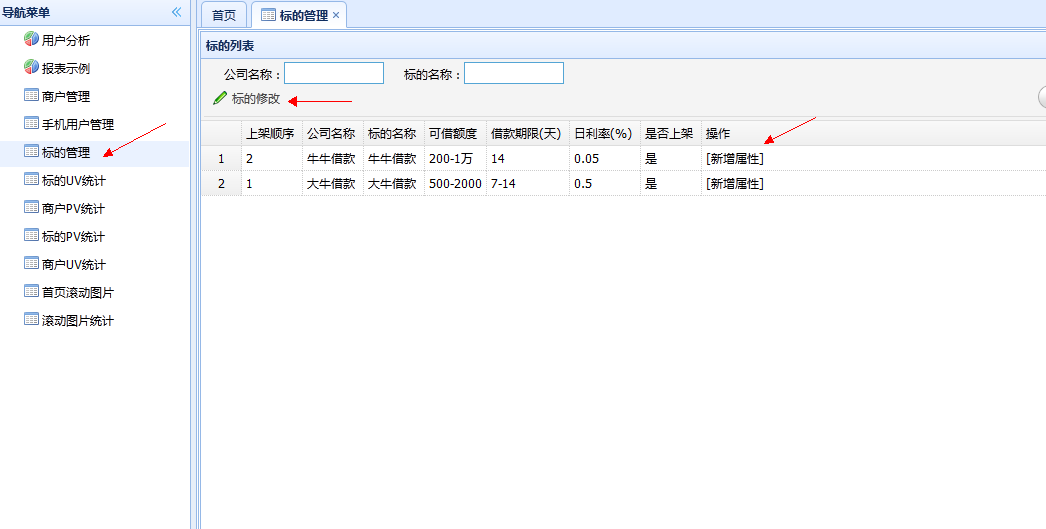 导航菜单
用户分析
报表示例
商户管理
手机用户管理
标的管理
标的UV统计
商户PV统计
标的PV统计
商户UV统计
首页滚动图片
滚动图片统计
首页 标的管理
标的列表
公司名称： 标的名称：
标的修改
上架顺序 公司名称 标的名称 可借额度 借款期限(天) 日利率(%) 是否上架 操作
1 2 牛牛借款 牛牛借款 200-1万 14 0.05 是 [新增属性]
2 1 大牛借款 大牛借款 500-2000 7-14 0.5 是 [新增属性]